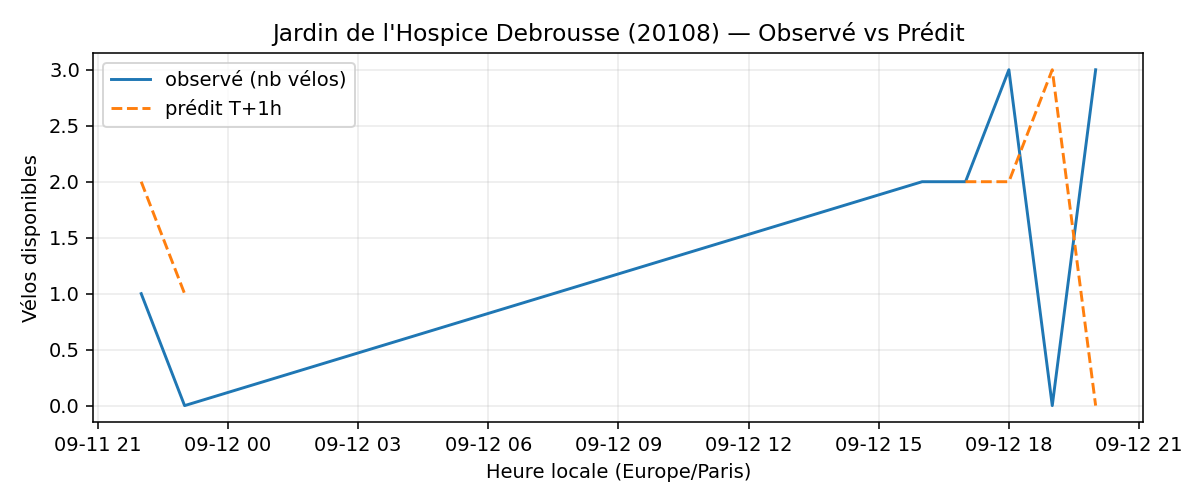 Jardin de l'Hospice Debrousse (20108) — Observé vs Prédit
observé (nb vélos)
prédit T+1h
Vélos disponibles
3.0
2.5
2.0
1.5
1.0
0.5
0.0
09-11 21 09-12 00 09-12 03 09-12 06 09-12 09 09-12 12 09-12 15 09-12 18 09-12 21
Heure locale (Europe/Paris)